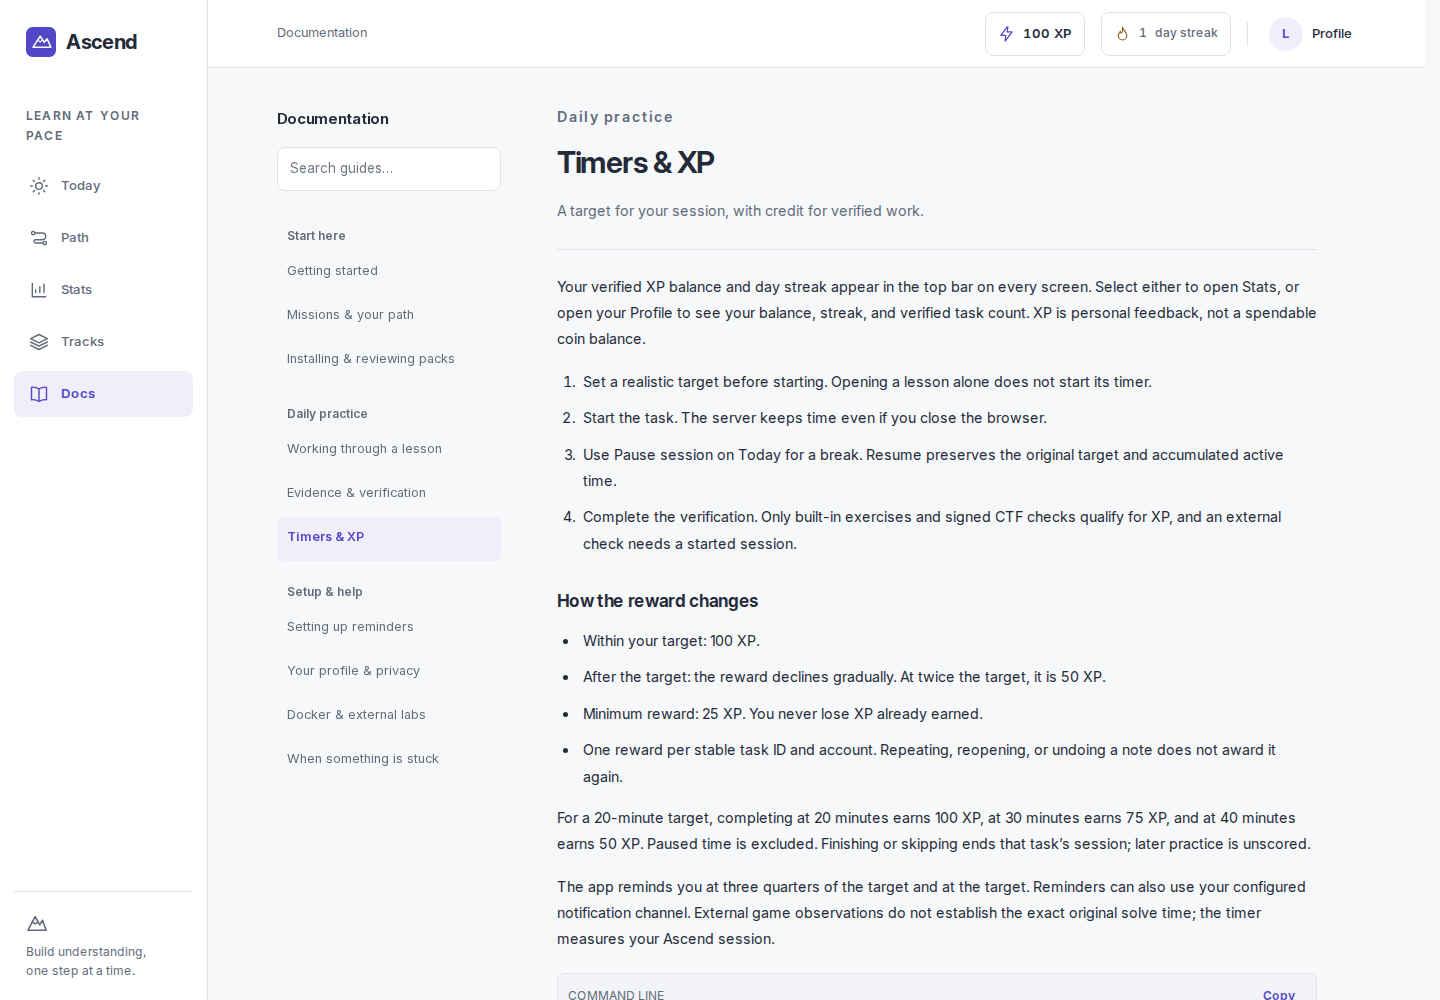 Ascend
LEARN AT YOUR
PACE
Today
Path
Stats
Tracks
Docs
Build understanding,
one step at a time.
Documentation
100 XP
1 day streak
L
Profile
Documentation
Search guides...
Start here
Getting started
Missions & your path
Installing & reviewing packs
Daily practice
Working through a lesson
Evidence & verification
Timers & XP
Setup & help
Setting up reminders
Your profile & privacy
Docker & external labs
When something is stuck
Daily practice
Timers & XP
A target for your session, with credit for verified work.
Your verified XP balance and day streak appear in the top bar on every screen. Select either to open Stats, or
open your Profile to see your balance, streak, and verified task count. XP is personal feedback, not a spendable
coin balance.
1. Set a realistic target before starting. Opening a lesson alone does not start its timer.
2. Start the task. The server keeps time even if you close the browser.
3. Use Pause session on Today for a break. Resume preserves the original target and accumulated active
time.
4. Complete the verification. Only built-in exercises and signed CTF checks qualify for XP, and an external
check needs a started session.
How the reward changes
• Within your target: 100 XP.
• After the target: the reward declines gradually. At twice the target, it is 50 XP.
• Minimum reward: 25 XP. You never lose XP already earned.
• One reward per stable task ID and account. Repeating, reopening, or undoing a note does not award it
again.
For a 20-minute target, completing at 20 minutes earns 100 XP, at 30 minutes earns 75 XP, and at 40 minutes
earns 50 XP. Paused time is excluded. Finishing or skipping ends that task’s session; later practice is unscored.
The app reminds you at three quarters of the target and at the target. Reminders can also use your configured
notification channel. External game observations do not establish the exact original solve time; the timer
measures your Ascend session.
COMMAND LINE
Copy